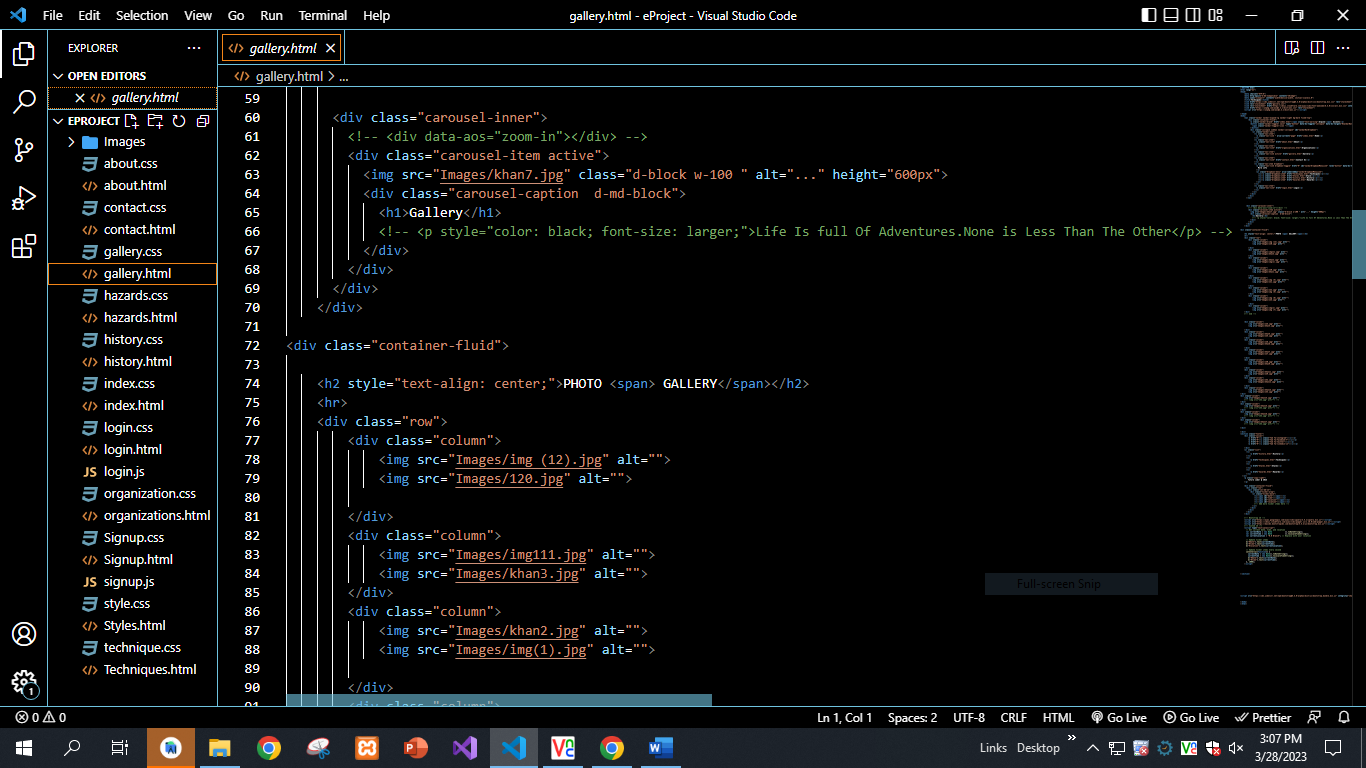 File Edit Selection View Go Run Terminal Help gallery.html - eProject - Visual Studio Code
EXPLORER ... gallery.html
OPEN EDITORS gallery.html > ...
gallery.html
EPROJECT
Images
about.css
about.html
contact.css
contact.html
gallery.css
gallery.html
hazards.css
hazards.html
history.css
history.html
index.css
index.html
login.css
login.html
JS login.js
organization.css
organizations.html
Signup.css
Signup.html
JS signup.js
style.css
Styles.html
technique.css
Techniques.html
59
60 <div class="carousel-inner">
61 <!-- <div data-aos="zoom-in"></div> -->
62 <div class="carousel-item active">
63 <img src="Images/khan7.jpg" class="d-block w-100 " alt="..." height="600px">
64 <div class="carousel-caption  d-md-block">
65 <h1>Gallery</h1>
66 <!-- <p style="color: black; font-size: larger;">Life Is full Of Adventures.None is Less Than The Other</p> -->
67 </div>
68 </div>
69 </div>
70 </div>
71
72 <div class="container-fluid">
73
74 <h2 style="text-align: center;">PHOTO <span> GALLERY</span></h2>
75 <hr>
76 <div class="row">
77 <div class="column">
78 <img src="Images/img (12).jpg" alt="">
79 <img src="Images/120.jpg" alt="">
80
81 </div>
82 <div class="column">
83 <img src="Images/img111.jpg" alt="">
84 <img src="Images/khan3.jpg" alt="">
85 </div>
86 <div class="column">
87 <img src="Images/khan2.jpg" alt="">
88 <img src="Images/img(1).jpg" alt="">
89
90 </div>
91 <div class="column">
Full-screen Snip
1
0 0 Ln 1, Col 1 Spaces: 2 UTF-8 CRLF HTML Go Live Go Live Prettier
Links Desktop » 3:07 PM
3/28/2023